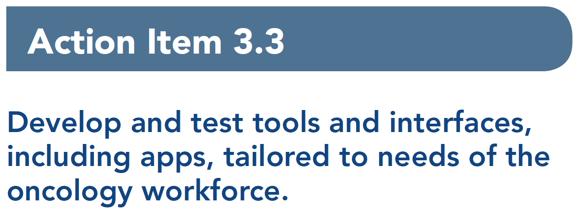 Action Item 3.3
Develop and test tools and interfaces,
including apps, tailored to needs of the
oncology workforce.